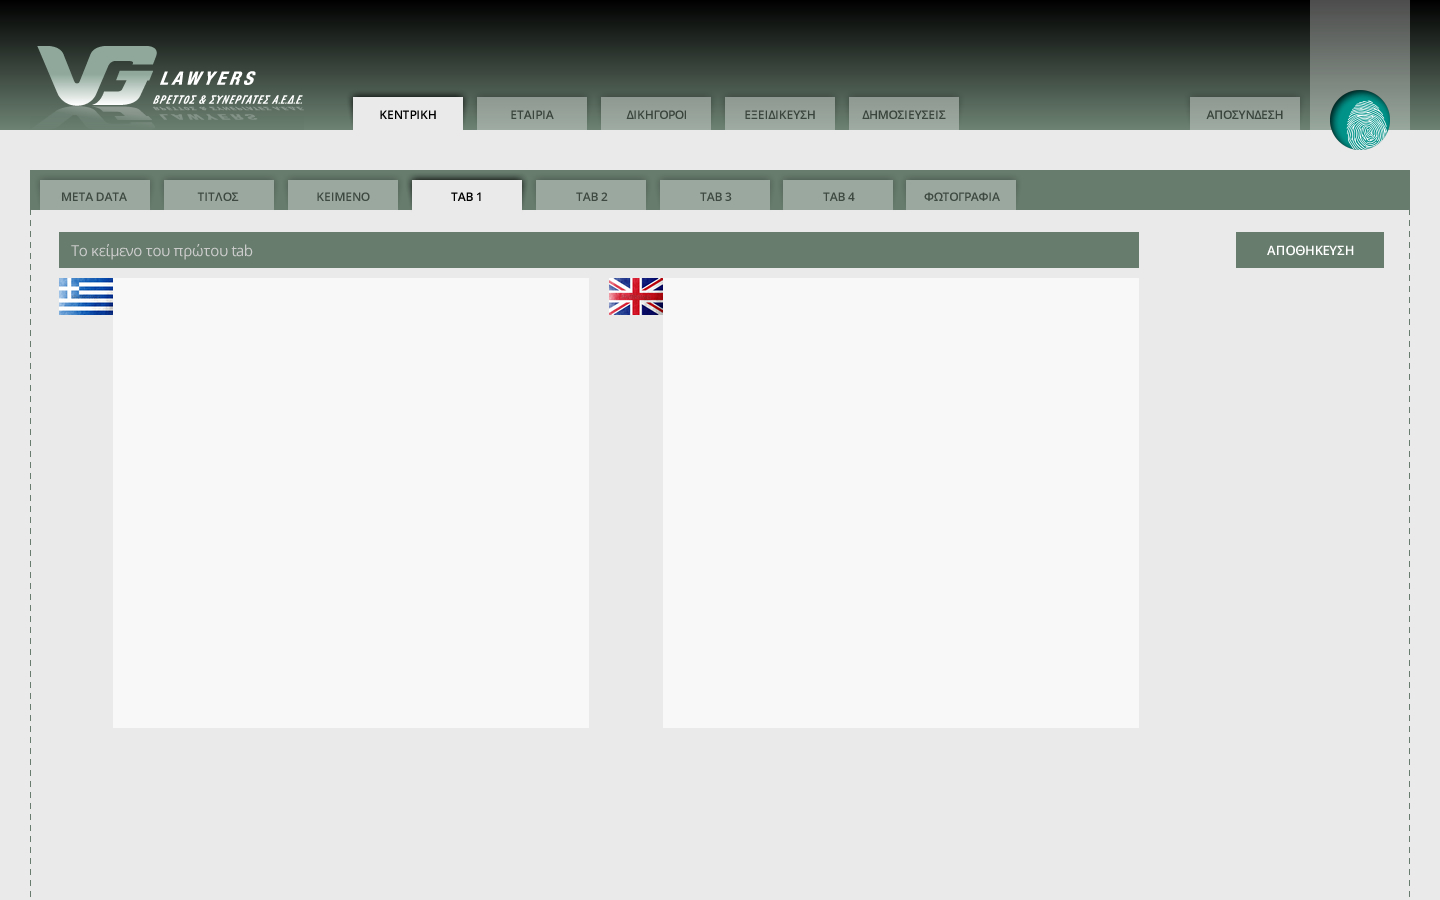 VG LAWYERS
ΒΡΕΤΤΟΣ & ΣΥΝΕΡΓΑΤΕΣ Α.Ε.Δ.Ε.
ΚΕΝΤΡΙΚΗ ΕΤΑΙΡΙΑ ΔΙΚΗΓΟΡΟΙ ΕΞΕΙΔΙΚΕΥΣΗ ΔΗΜΟΣΙΕΥΣΕΙΣ ΑΠΟΣΥΝΔΕΣΗ
META DATA ΤΙΤΛΟΣ ΚΕΙΜΕΝΟ TAB 1 TAB 2 TAB 3 TAB 4 ΦΩΤΟΓΡΑΦΙΑ
Το κείμενο του πρώτου tab ΑΠΟΘΗΚΕΥΣΗ